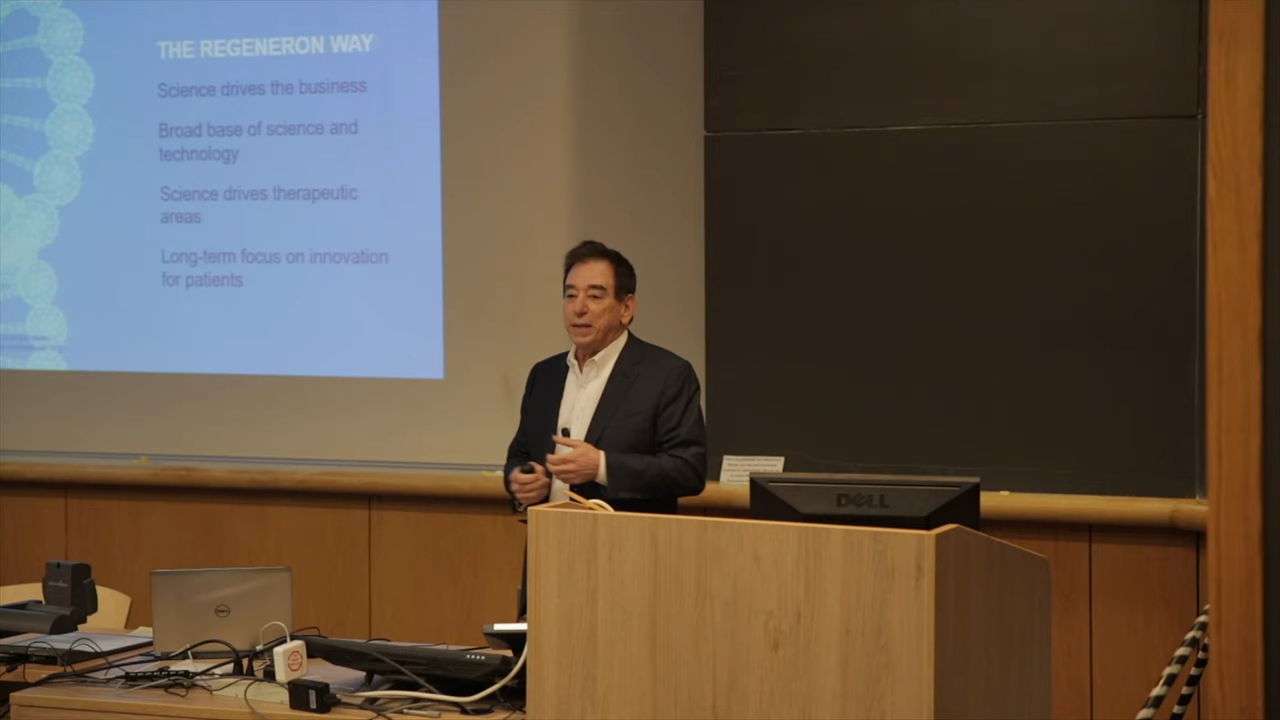 THE REGENERON WAY
Science drives the business
Broad base of science and
technology
Science drives therapeutic
areas
Long-term focus on innovation
for patients
DELL
DELL